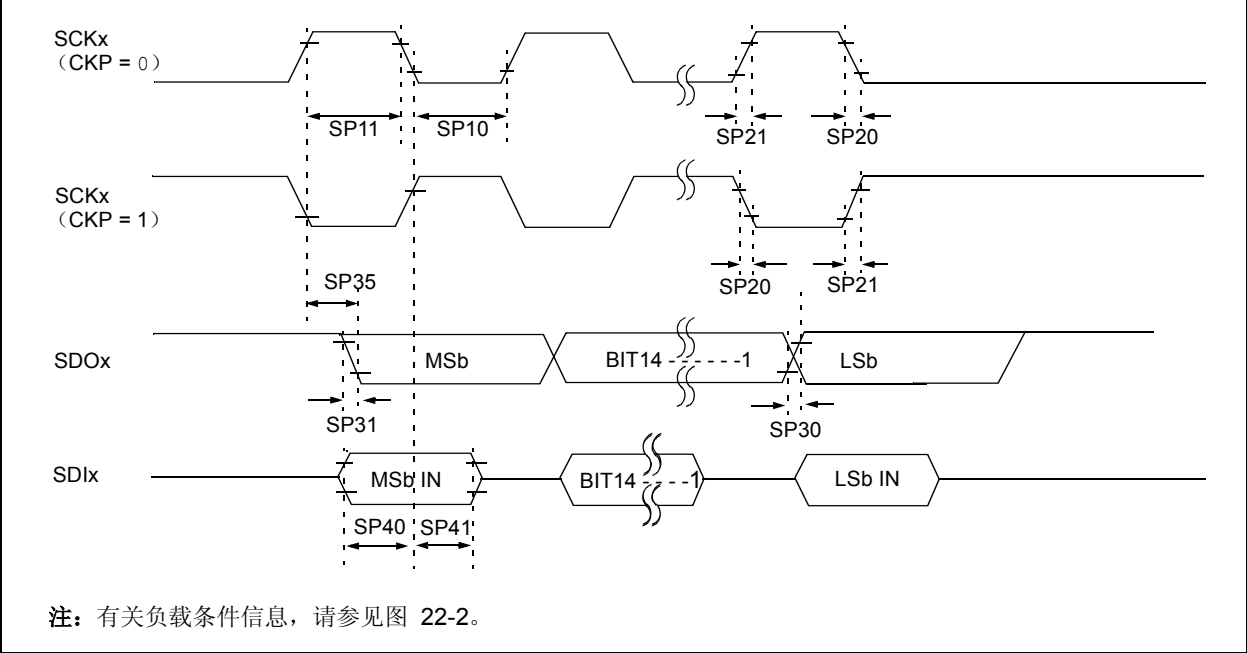 SCKx
（CKP = 0）
SP11
SP10
SP21
SP20
SCKx
（CKP = 1）
SP35
SP20
SP21
SDOx
MSb
BIT14 - - - - - -1
LSb
SP31
SP30
SDIx
MSb IN
BIT14 - - - -1
LSb IN
SP40
SP41
注：有关负载条件信息，请参见图 22-2。